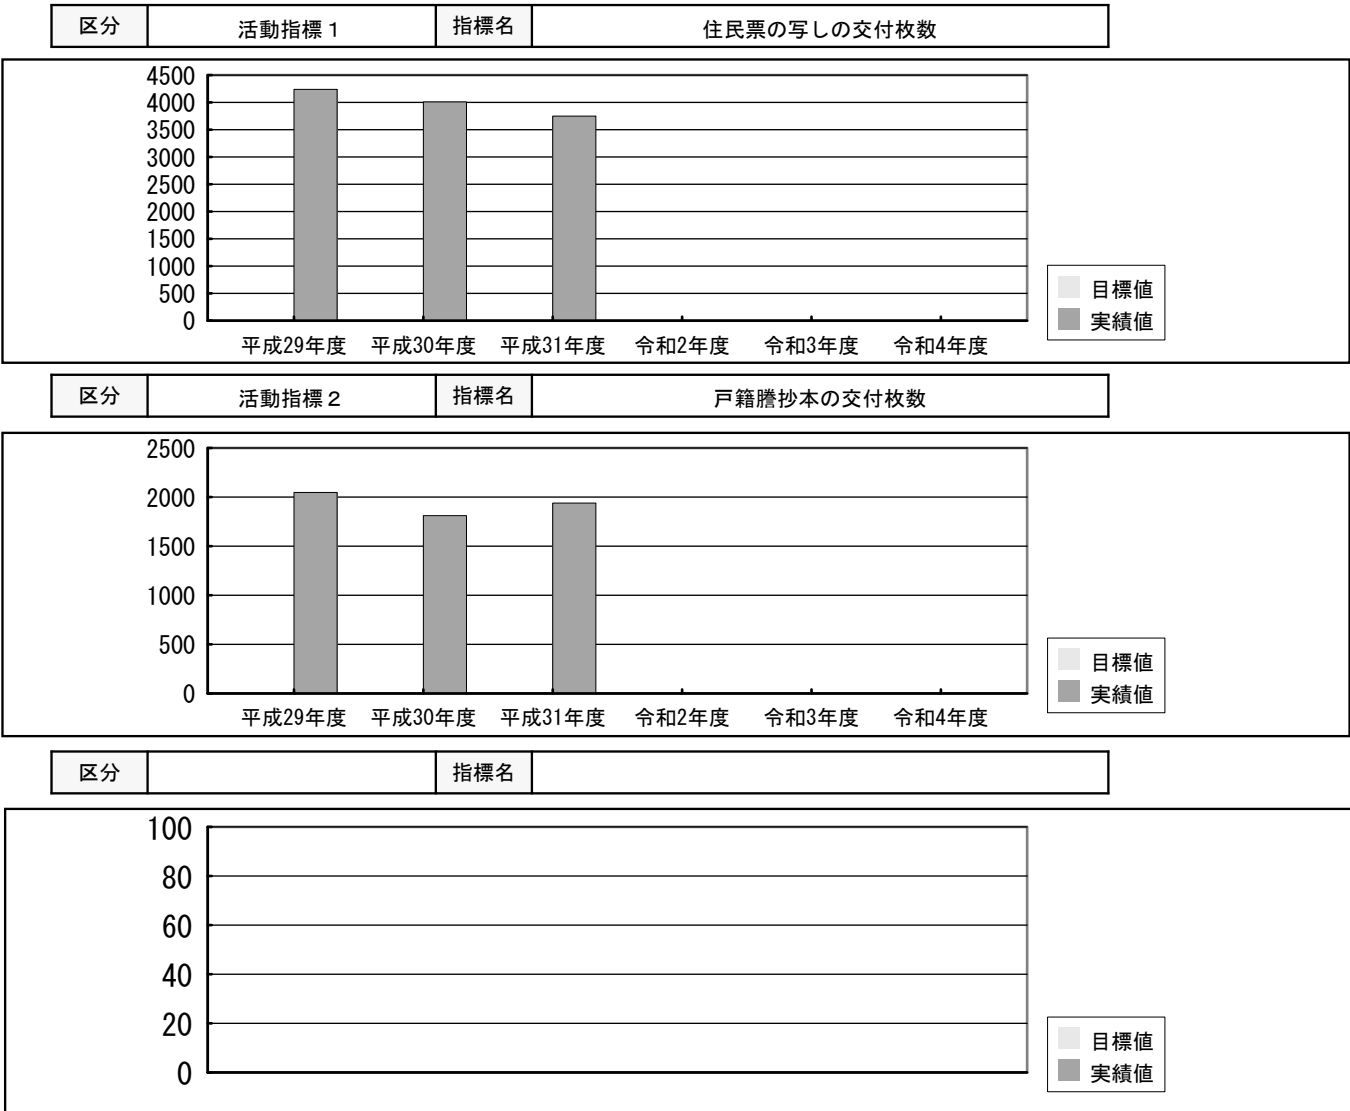 区分 活動指標１ 指標名 住民票の写しの交付枚数
4500
4000
3500
3000
2500
2000
1500
1000
500
0
平成29年度 平成30年度 平成31年度 令和2年度 令和3年度 令和4年度
目標値
実績値
区分 活動指標２ 指標名 戸籍謄抄本の交付枚数
2500
2000
1500
1000
500
0
平成29年度 平成30年度 平成31年度 令和2年度 令和3年度 令和4年度
目標値
実績値
区分 指標名
100
80
60
40
20
0
目標値
実績値